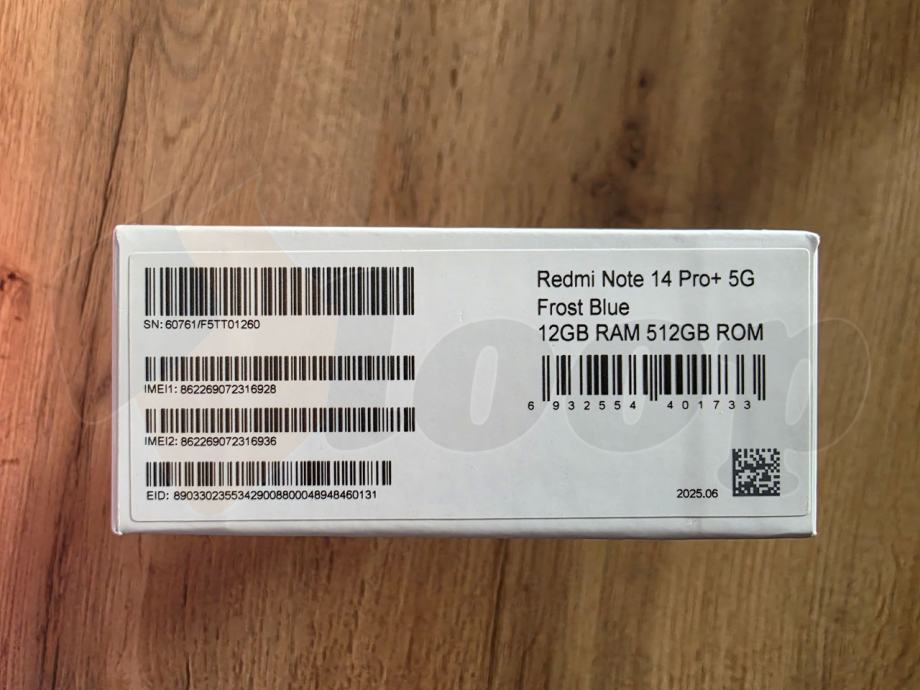 SN: 60761/F5TT01260
IMEI1: 862269072316928
IMEI2: 862269072316936
EID: 89033023553429008800048948460131
Redmi Note 14 Pro+ 5G
Frost Blue
12GB RAM 512GB ROM
6 932554 401733
2025.06
loop